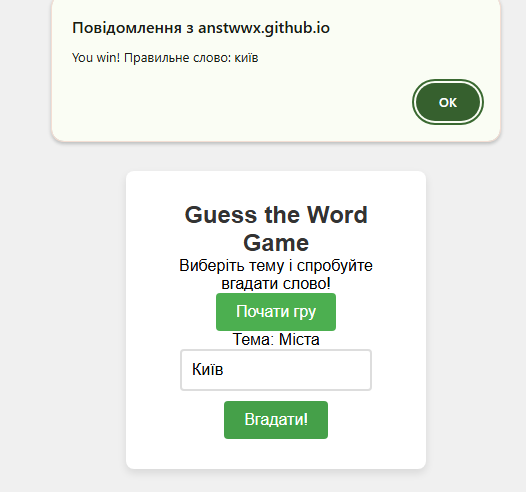 Повідомлення з anstwwx.github.io
You win! Правильне слово: київ
ОК
Guess the Word
Game
Виберіть тему і спробуйте
вгадати слово!
Почати гру
Тема: Міста
Київ
Вгадати!